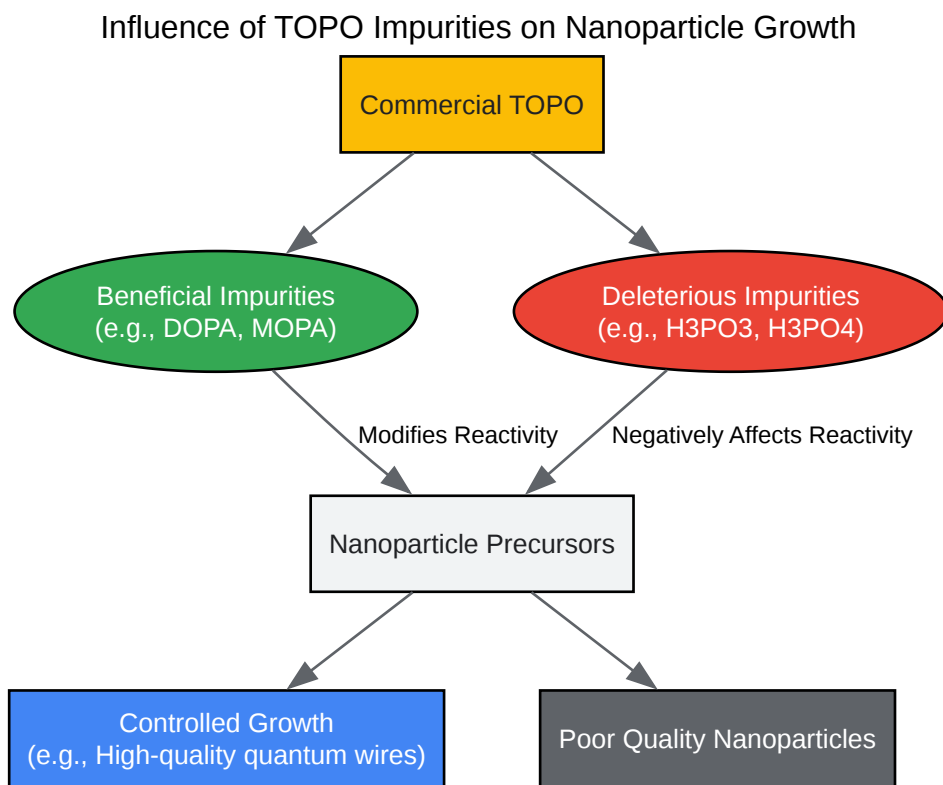 Influence of TOPO Impurities on Nanoparticle Growth
Commercial TOPO
Beneficial Impurities
(e.g., DOPA, MOPA)
Deleterious Impurities
(e.g., H3PO3, H3PO4)
Modifies Reactivity
Negatively Affects Reactivity
Nanoparticle Precursors
Controlled Growth
(e.g., High-quality quantum wires)
Poor Quality Nanoparticles